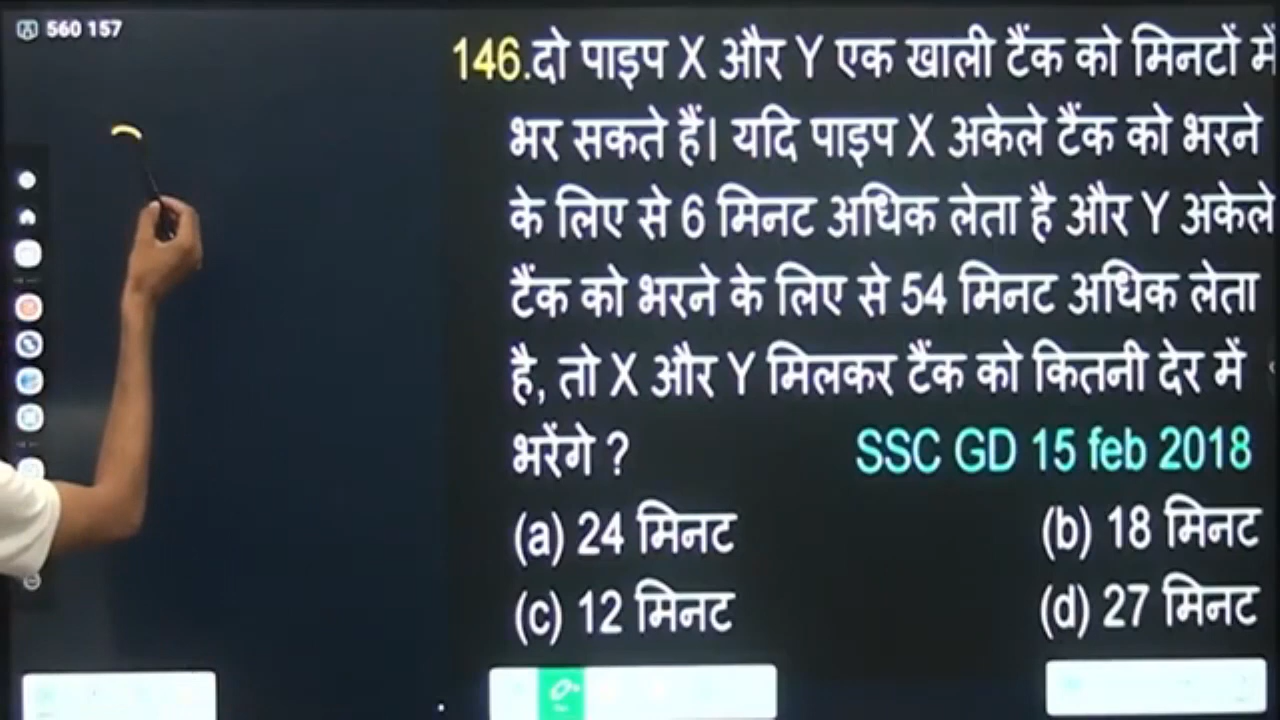 560 157
146.दो पाइप X और Y एक खाली टैंक को मिनटों में
भर सकते हैं। यदि पाइप X अकेले टैंक को भरने
के लिए से 6 मिनट अधिक लेता है और Y अकेले
टैंक को भरने के लिए से 54 मिनट अधिक लेता
है, तो X और Y मिलकर टैंक को कितनी देर में
भरेंगे ?
SSC GD 15 feb 2018
(a) 24 मिनट
(b) 18 मिनट
(c) 12 मिनट
(d) 27 मिनट